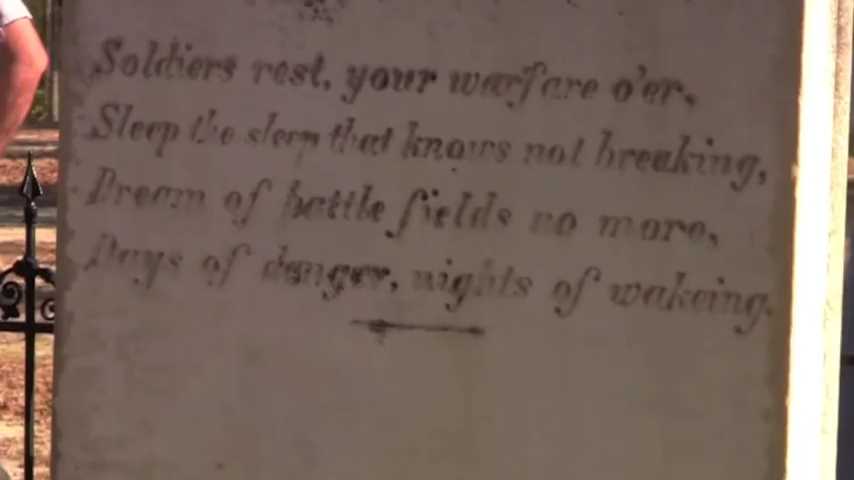 Soldiers rest, your warfare o'er,
Sleep the sleep that knows not breaking,
Dream of battle fields no more,
Days of danger, nights of wakeing.